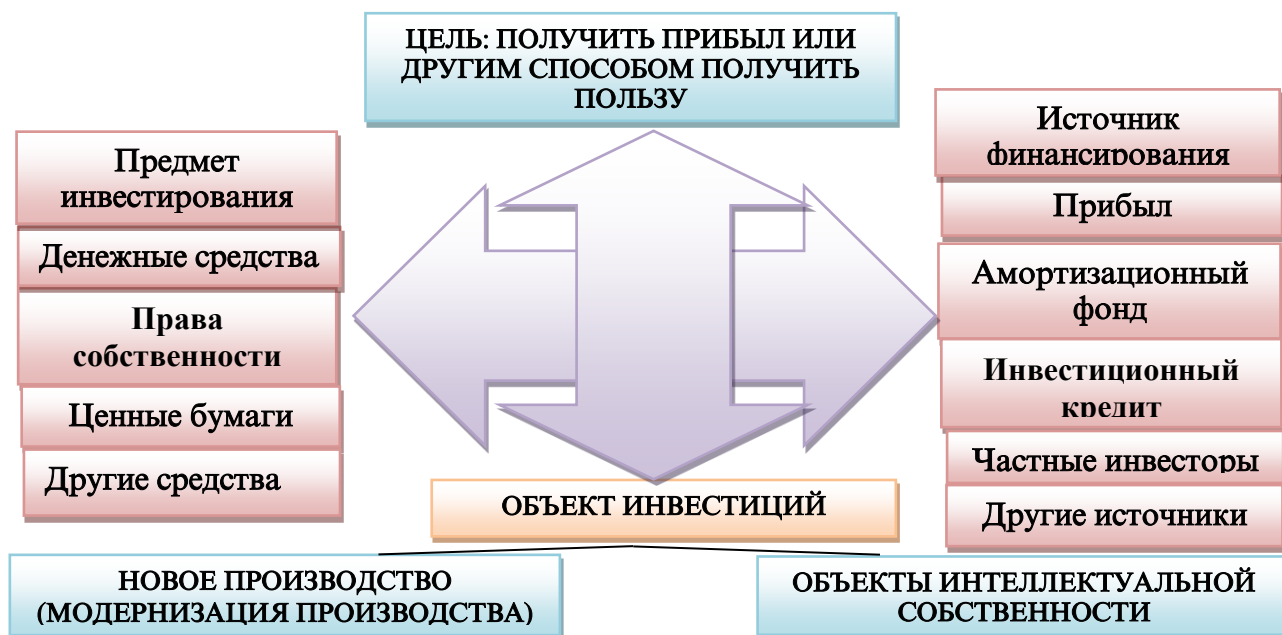 ЦЕЛЬ: ПОЛУЧИТЬ ПРИБЫЛ ИЛИ
ДРУГИМ СПОСОБОМ ПОЛУЧИТЬ
ПОЛЬЗУ
Предмет
инвестирования
Денежные средства
Права
собственности
Ценные бумаги
Другие средства
Источник
финансирования
Прибыл
Амортизационный
фонд
Инвестиционный
кредит
Частные инвесторы
Другие источники
ОБЪЕКТ ИНВЕСТИЦИЙ
НОВОЕ ПРОИЗВОДСТВО
(МОДЕРНИЗАЦИЯ ПРОИЗВОДСТВА)
ОБЪЕКТЫ ИНТЕЛЛЕКТУАЛЬНОЙ
СОБСТВЕННОСТИ